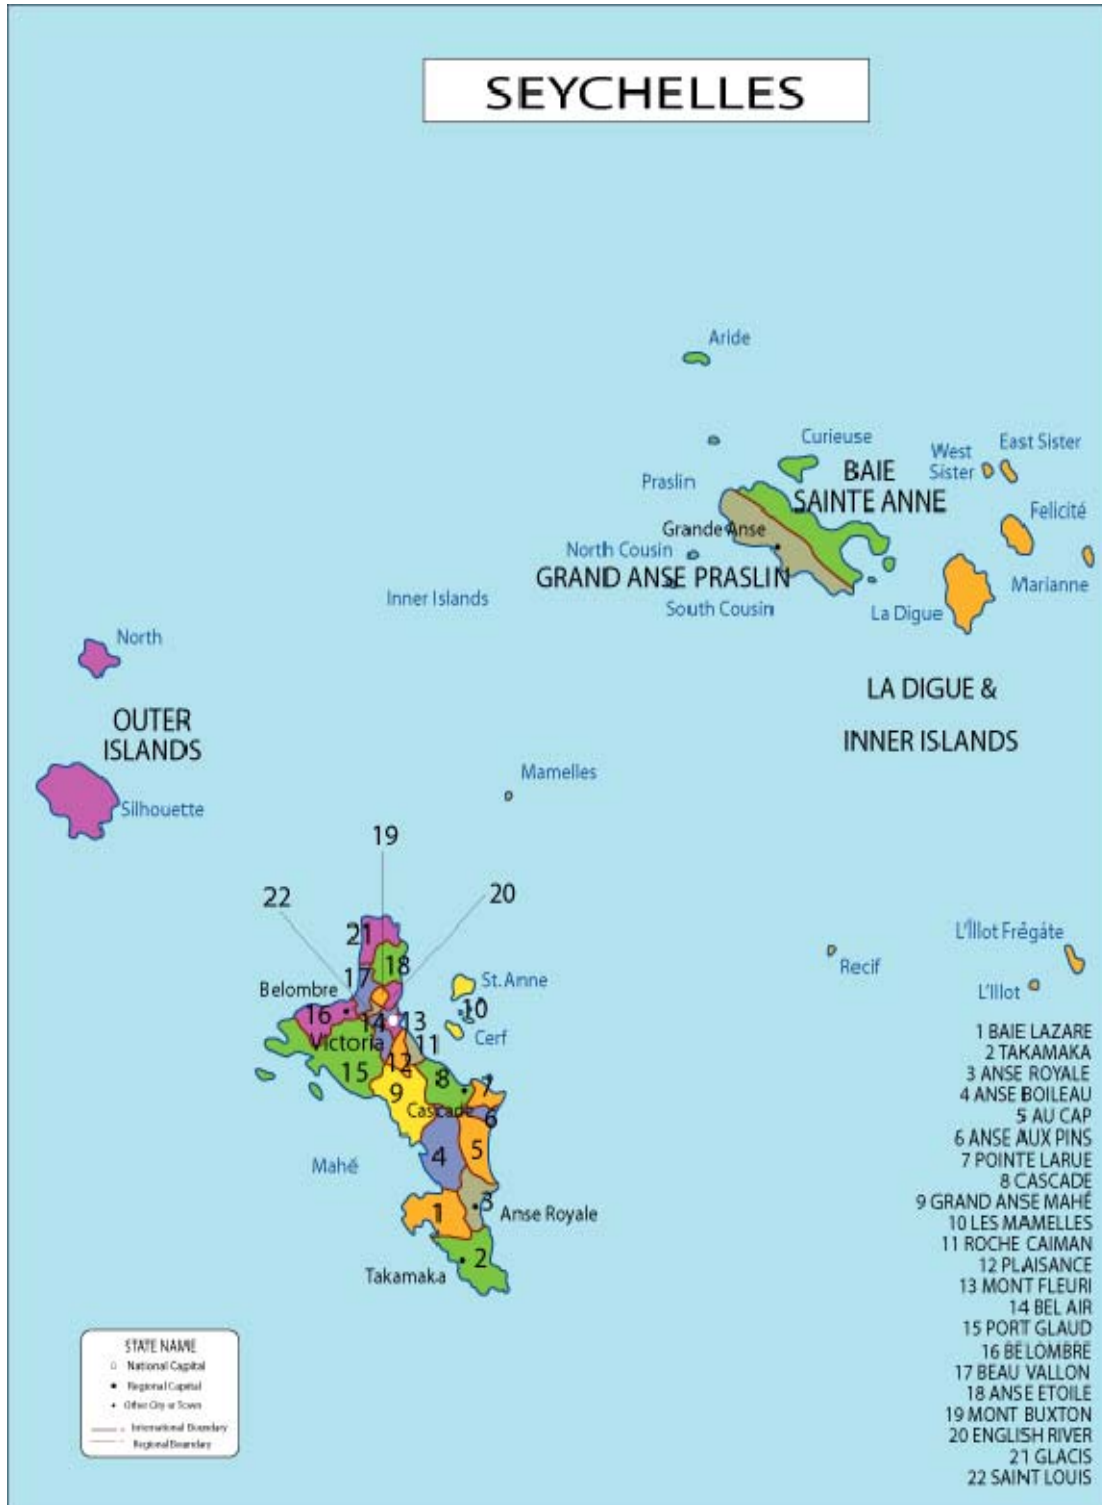 SEYCHELLES
Aride
Curieuse
BAIE
SAINTE ANNE
West
Sister
East Sister
Praslin
Grande Anse
Felicité
North Cousin
GRAND ANSE PRASLIN
South Cousin
Marianne
La Digue
Inner Islands
North
OUTER
ISLANDS
LA DIGUE &
INNER ISLANDS
Silhouette
Mamelles
19
22
20
21
18
17
Belombre
St. Anne
16
10
14
13
Victoria
Cerf
11
12
15
8
7
9
Cascade
6
4
5
Mahé
3
Anse Royale
1
2
Takamaka
Recif
L'Îllot Frégáte
L'Illot
1 BAIE LAZARE
2 TAKAMAKA
3 ANSE ROYALE
4 ANSE BOILEAU
5 AU CAP
6 ANSE AUX PINS
7 POINTE LARUE
8 CASCADE
9 GRAND ANSE MAHÉ
10 LES MAMELLES
11 ROCHE CAIMAN
12 PLAISANCE
13 MONT FLEURI
14 BEL AIR
15 PORT GLAUD
16 BELOMBRE
17 BEAU VALLON
18 ANSE ETOILE
19 MONT BUXTON
20 ENGLISH RIVER
21 GLACIS
22 SAINT LOUIS
STATE NAME
National Capital
Regional Capital
Other City or Town
International Boundary
Regional Boundary